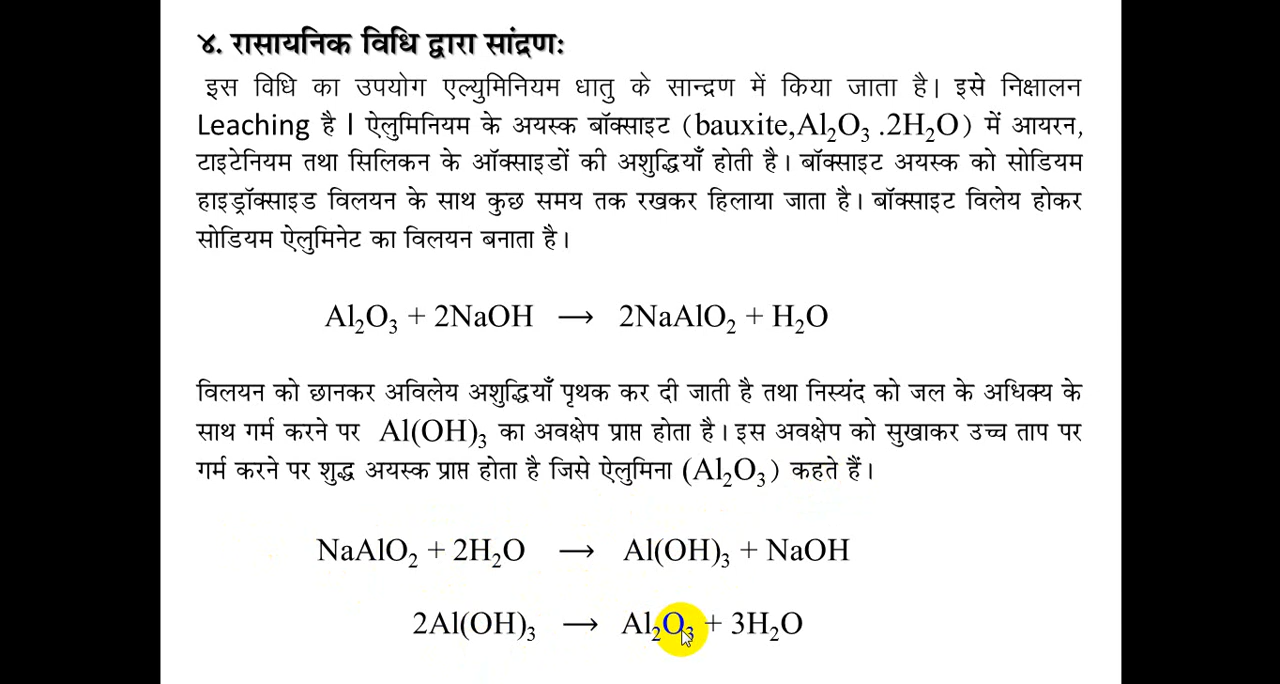 ४. रासायनिक विधि द्वारा सांद्रण:
इस विधि का उपयोग एल्युमिनियम धातु के सान्द्रण में किया जाता है। इसे निक्षालन
Leaching है l ऐलुमिनियम के अयस्क बॉक्साइट (bauxite,Al₂O₃ .2H₂O) में आयरन,
टाइटेनियम तथा सिलिकन के ऑक्साइडों की अशुद्धियाँ होती है। बॉक्साइट अयस्क को सोडियम
हाइड्रॉक्साइड विलयन के साथ कुछ समय तक रखकर हिलाया जाता है। बॉक्साइट विलेय होकर
सोडियम ऐलुमिनेट का विलयन बनाता है।
Al₂O₃ + 2NaOH ⟶ 2NaAlO₂ + H₂O
विलयन को छानकर अविलेय अशुद्धियाँ पृथक कर दी जाती है तथा निस्यंद को जल के अधिक्य के
साथ गर्म करने पर Al(OH)₃ का अवक्षेप प्राप्त होता है। इस अवक्षेप को सुखाकर उच्च ताप पर
गर्म करने पर शुद्ध अयस्क प्राप्त होता है जिसे ऐलुमिना (Al₂O₃) कहते हैं।
NaAlO₂ + 2H₂O ⟶ Al(OH)₃ + NaOH
2Al(OH)₃ ⟶ Al₂O₃ + 3H₂O